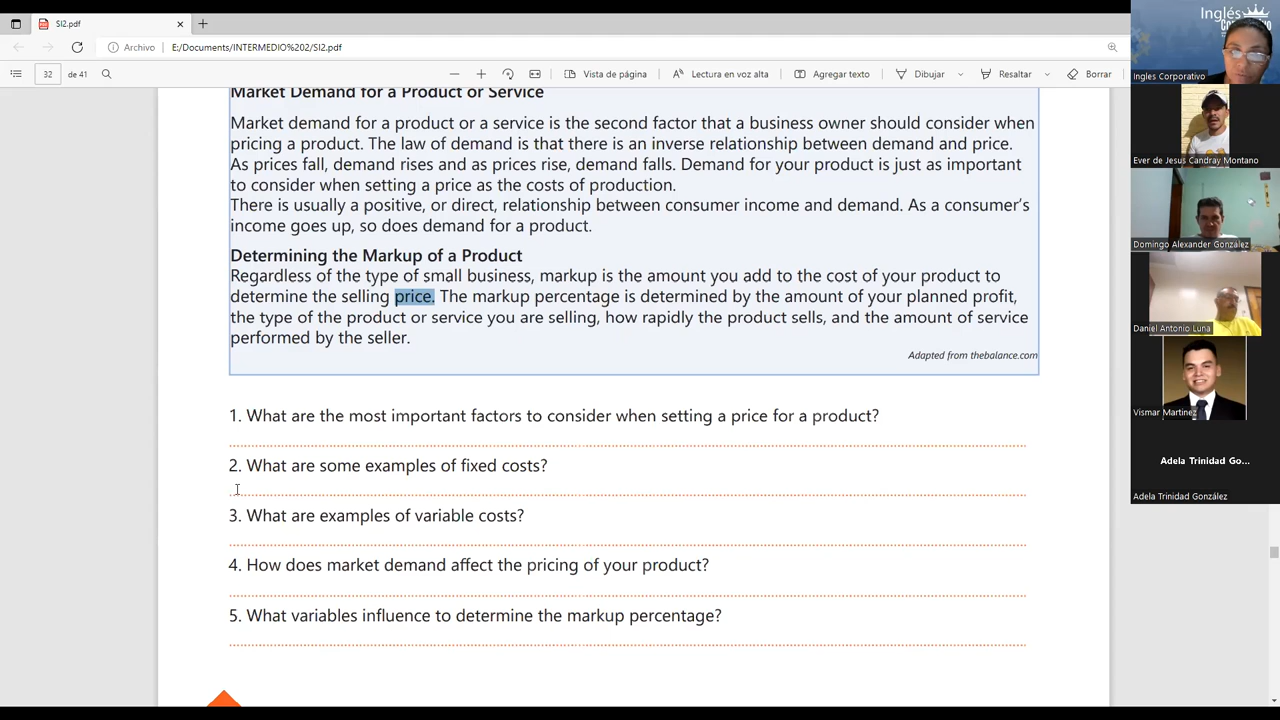 SI2.pdf
Archivo
E:/Documents/INTERMEDIO%202/SI2.pdf
32
de 41
Vista de página
Lectura en voz alta
Agregar texto
Dibujar
Resaltar
Borrar
Market Demand for a Product or Service
Market demand for a product or a service is the second factor that a business owner should consider when
pricing a product. The law of demand is that there is an inverse relationship between demand and price.
As prices fall, demand rises and as prices rise, demand falls. Demand for your product is just as important
to consider when setting a price as the costs of production.
There is usually a positive, or direct, relationship between consumer income and demand. As a consumer's
income goes up, so does demand for a product.
Determining the Markup of a Product
Regardless of the type of small business, markup is the amount you add to the cost of your product to
determine the selling price. The markup percentage is determined by the amount of your planned profit,
the type of the product or service you are selling, how rapidly the product sells, and the amount of service
performed by the seller.
Adapted from thebalance.com
1. What are the most important factors to consider when setting a price for a product?
2. What are some examples of fixed costs?
3. What are examples of variable costs?
4. How does market demand affect the pricing of your product?
5. What variables influence to determine the markup percentage?
Inglés
Ingles Corporativo
Ever de Jesus Candray Montano
Domingo Alexander González
Daniel Antonio Luna
Vismar Martinez
Adela Trinidad Go...
Adela Trinidad González